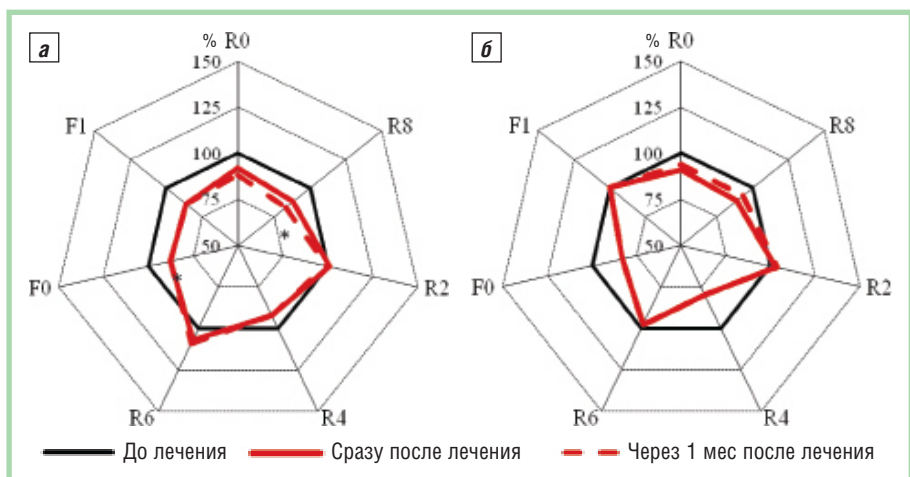 а % R0 б % R0
150 150
F1 125 R8 F1 125 R8
100 100
75 75
* 50 50
*
F0 R2 F0 R2
R6 R4 R6 R4
До лечения Сразу после лечения Через 1 мес после лечения